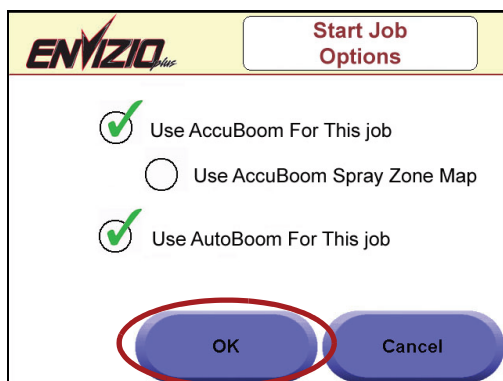 ENVIZIO plus
Start Job
Options
Use AccuBoom For This job
Use AccuBoom Spray Zone Map
Use AutoBoom For This job
OK
Cancel